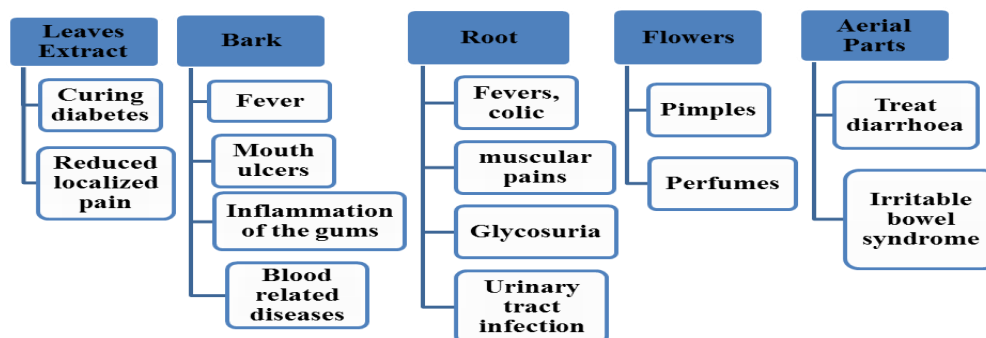 Leaves
Extract
Curing
diabetes
Reduced
localized
pain
Bark
Fever
Mouth
ulcers
Inflammation
of the gums
Blood
related
diseases
Root
Fevers,
colic
muscular
pains
Glycosuria
Urinary
tract
infection
Flowers
Pimples
Perfumes
Aerial
Parts
Treat
diarrhoea
Irritable
bowel
syndrome